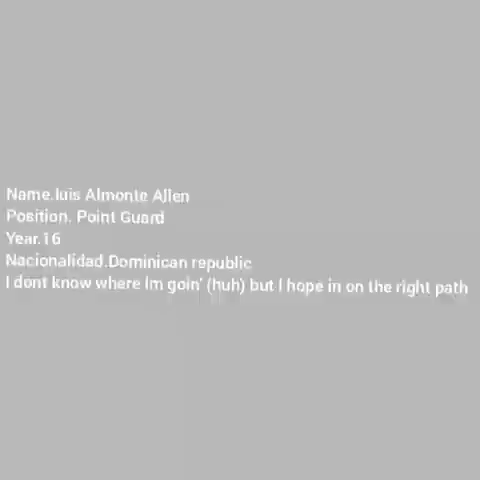 Name.luis Almonte Allen
Position. Point Guard
Year.16
Nacionalidad.Dominican republic
I dont know where Im goin' (huh) but I hope in on the right path